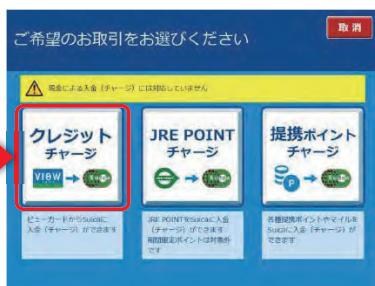 ご希望のお取引をお選びください
取消
現金による入金（チャージ）には対応していません
クレジット
チャージ
VIEW
ビューカードからSuicaに
入金（チャージ）ができます
JRE POINT
チャージ
JRE POINTをSuicaに入金
（チャージ）ができます
期間限定ポイントは対象外
です
提携ポイント
チャージ
P
各種提携ポイントやマイルを
Suicaに入金（チャージ）が
できます